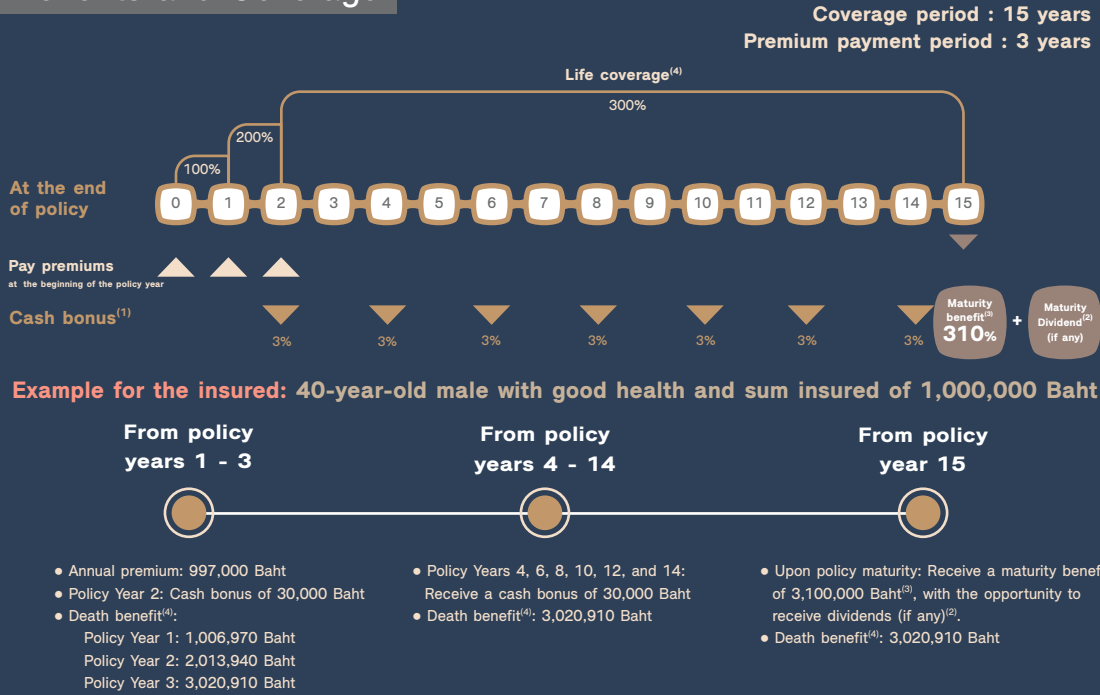 Coverage period : 15 years
Premium payment period : 3 years
Life coverage(4)
300%
200%
100%
At the end
of policy
0 1 2 3 4 5 6 7 8 9 10 11 12 13 14 15
Pay premiums
at the beginning of the policy year
Cash bonus(1)
3% 3% 3% 3% 3% 3% 3%
Maturity
benefit(3)
310%
+
Maturity
Dividend(2)
(if any)
Example for the insured: 40-year-old male with good health and sum insured of 1,000,000 Baht
From policy
years 1 - 3
● Annual premium: 997,000 Baht
● Policy Year 2: Cash bonus of 30,000 Baht
● Death benefit(4):
Policy Year 1: 1,006,970 Baht
Policy Year 2: 2,013,940 Baht
Policy Year 3: 3,020,910 Baht
From policy
years 4 - 14
● Policy Years 4, 6, 8, 10, 12, and 14:
Receive a cash bonus of 30,000 Baht
● Death benefit(4): 3,020,910 Baht
From policy
year 15
● Upon policy maturity: Receive a maturity benef
of 3,100,000 Baht(3), with the opportunity to
receive dividends (if any)(2).
● Death benefit(4): 3,020,910 Baht